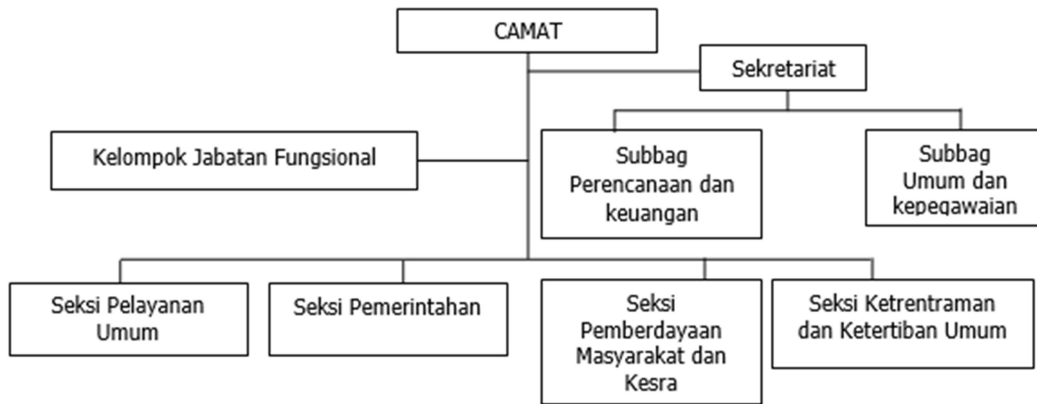 CAMAT
Sekretariat
Kelompok Jabatan Fungsional
Subbag
Perencanaan dan
keuangan
Subbag
Umum dan
kepegawaian
Seksi Pelayanan
Umum
Seksi Pemerintahan
Seksi
Pemberdayaan
Masyarakat dan
Kesra
Seksi Ketrentraman
dan Ketertiban Umum